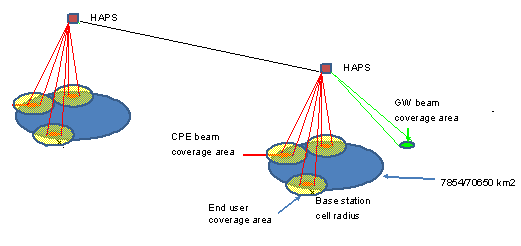 HAPS
HAPS
GW beam
coverage area
CPE beam
coverage area
7854/70650 km2
Base station
cell radius
End user
coverage area